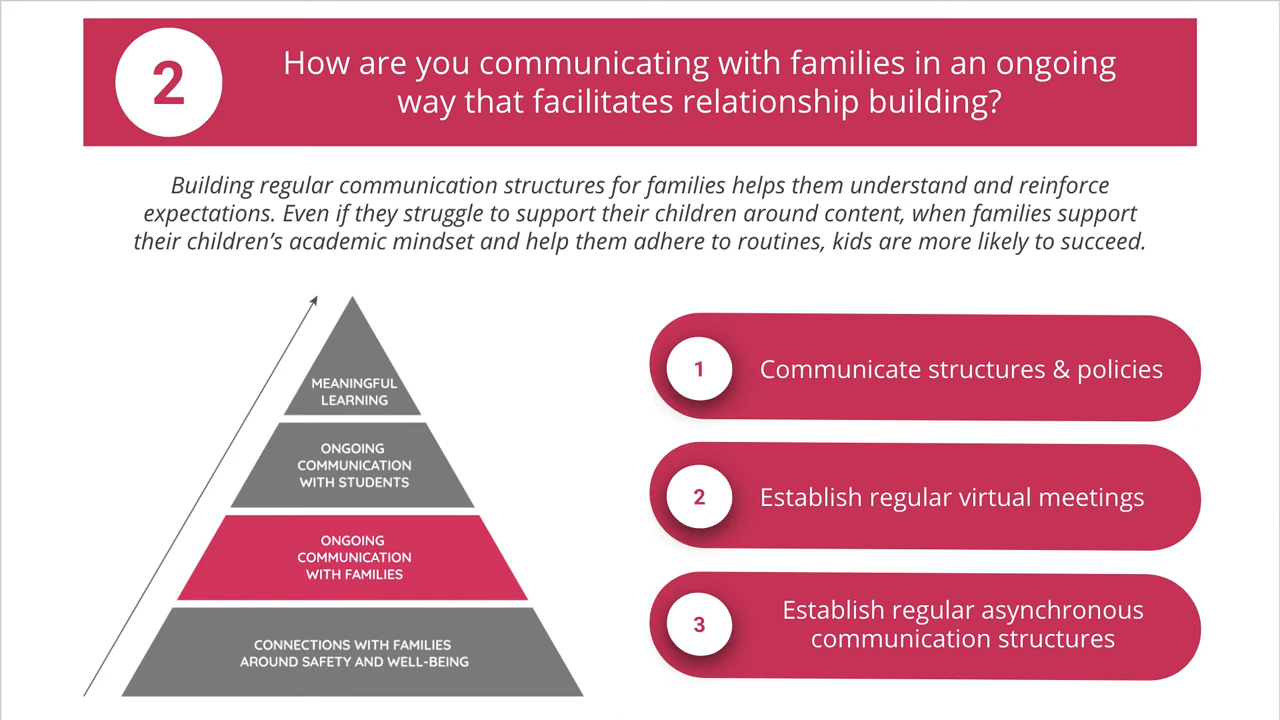 2
How are you communicating with families in an ongoing
way that facilitates relationship building?
Building regular communication structures for families helps them understand and reinforce
expectations. Even if they struggle to support their children around content, when families support
their children’s academic mindset and help them adhere to routines, kids are more likely to succeed.
MEANINGFUL
LEARNING
ONGOING
COMMUNICATION
WITH STUDENTS
ONGOING
COMMUNICATION
WITH FAMILIES
CONNECTIONS WITH FAMILIES
AROUND SAFETY AND WELL-BEING
1
Communicate structures & policies
2
Establish regular virtual meetings
3
Establish regular asynchronous
communication structures